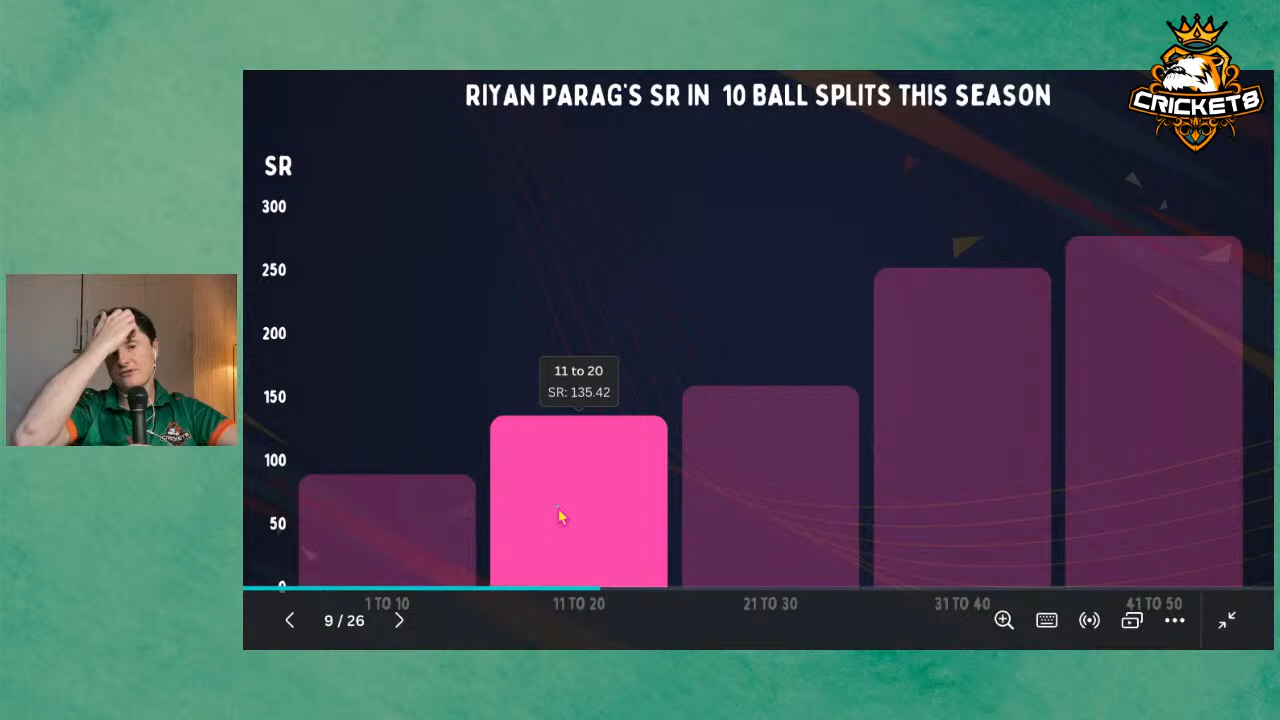 RIYAN PARAG'S SR IN 10 BALL SPLITS THIS SEASON
CRICKET8
SR
300
250
200
150
100
50
0
11 to 20
SR: 135.42
1 TO 10
11 TO 20
21 TO 30
31 TO 40
41 TO 50
9 / 26
CRICKET8